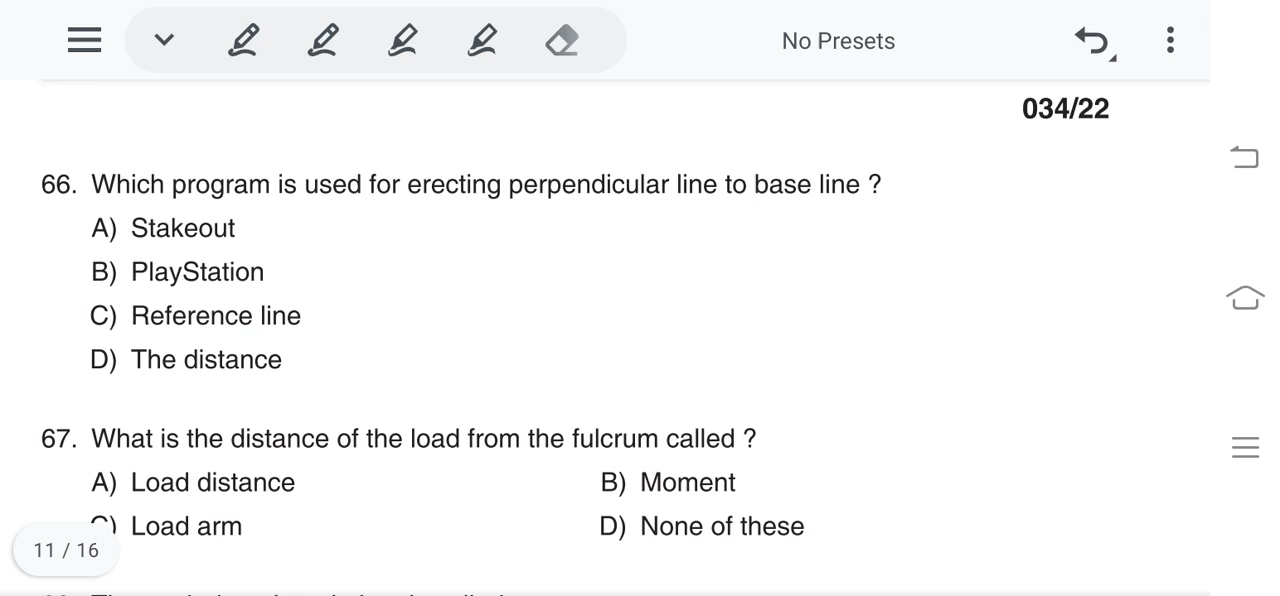 No Presets
034/22
66. Which program is used for erecting perpendicular line to base line ?
A) Stakeout
B) PlayStation
C) Reference line
D) The distance
67. What is the distance of the load from the fulcrum called ?
A) Load distance B) Moment
C) Load arm D) None of these
11 / 16